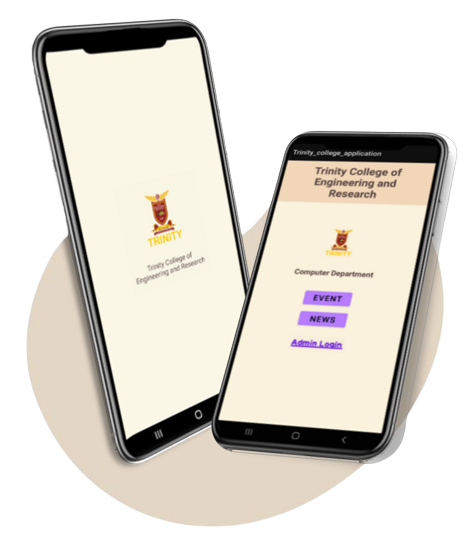 TRINITY
Trinity College of
Engineering and Research
Trinity_college_application
Trinity College of
Engineering and
Research
TRINITY
Computer Department
EVENT
NEWS
Admin Login